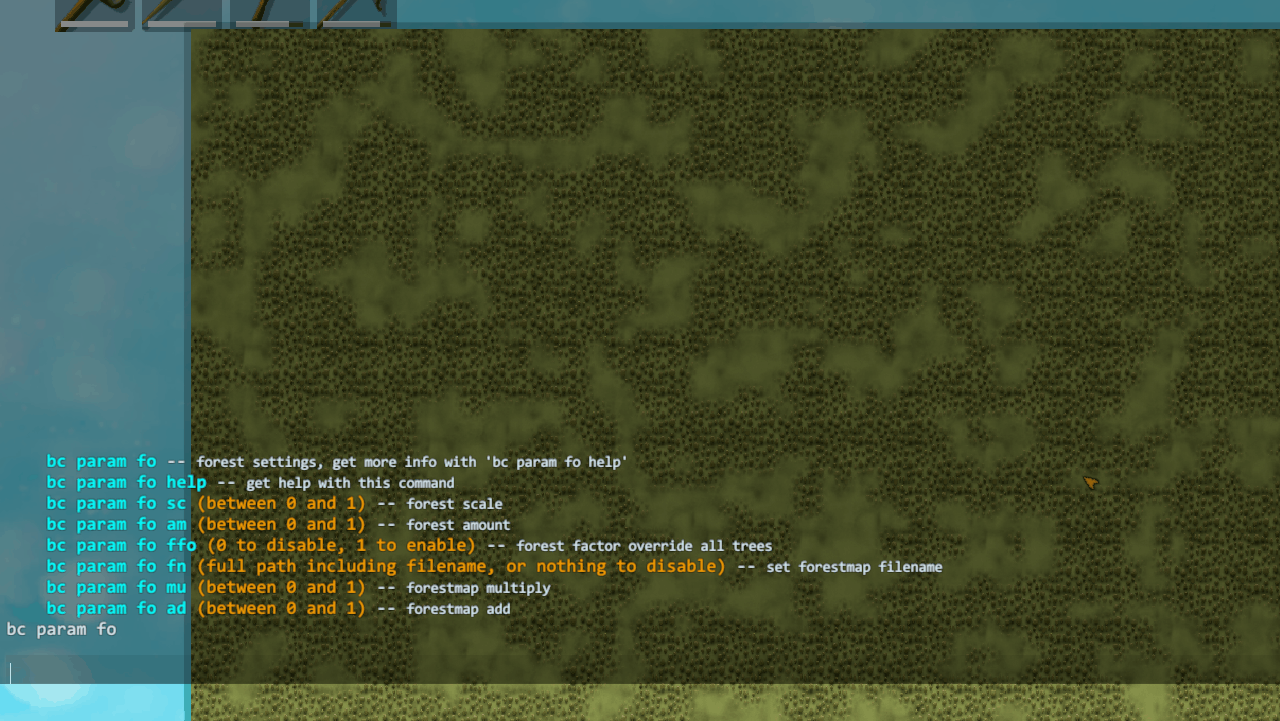 bc param fo -- forest settings, get more info with 'bc param fo help'
bc param fo help -- get help with this command
bc param fo sc (between 0 and 1) -- forest scale
bc param fo am (between 0 and 1) -- forest amount
bc param fo ffo (0 to disable, 1 to enable) -- forest factor override all trees
bc param fo fn (full path including filename, or nothing to disable) -- set forestmap filename
bc param fo mu (between 0 and 1) -- forestmap multiply
bc param fo ad (between 0 and 1) -- forestmap add
bc param fo